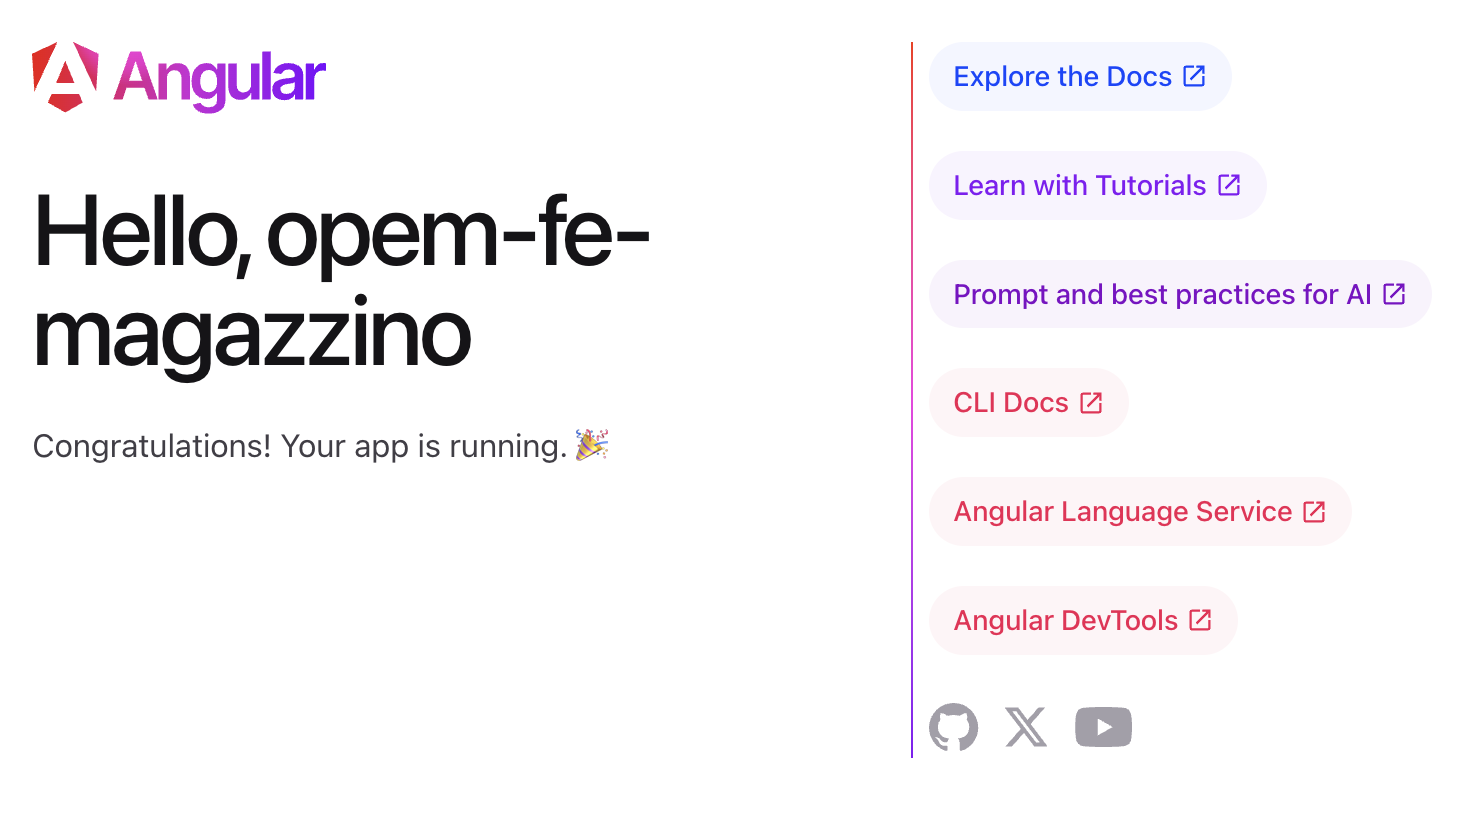 Angular
Hello, opem-fe-
magazzino
Congratulations! Your app is running. 🎉
Explore the Docs
Learn with Tutorials
Prompt and best practices for AI
CLI Docs
Angular Language Service
Angular DevTools